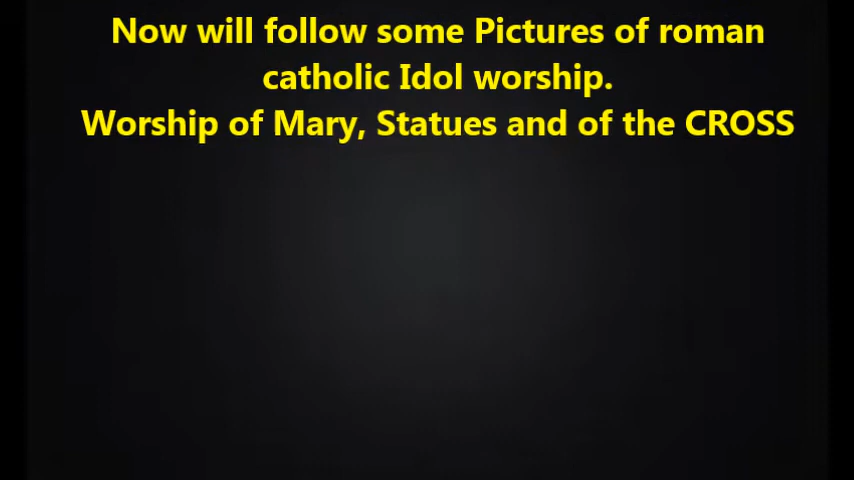 Now will follow some Pictures of roman
catholic Idol worship.
Worship of Mary, Statues and of the CROSS